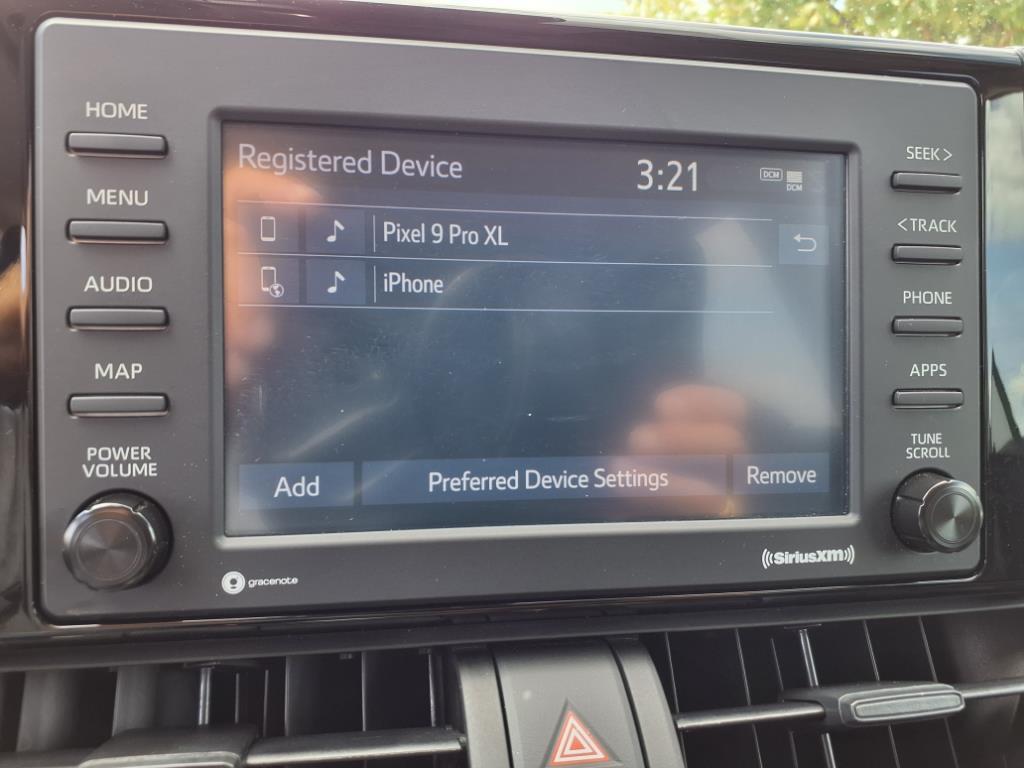 HOME
MENU
AUDIO
MAP
POWER
VOLUME
Registered Device
3:21
DCM
DCM
Pixel 9 Pro XL
iPhone
Add
Preferred Device Settings
Remove
SEEK >
< TRACK
PHONE
APPS
TUNE
SCROLL
gracenote
((SiriusXM))